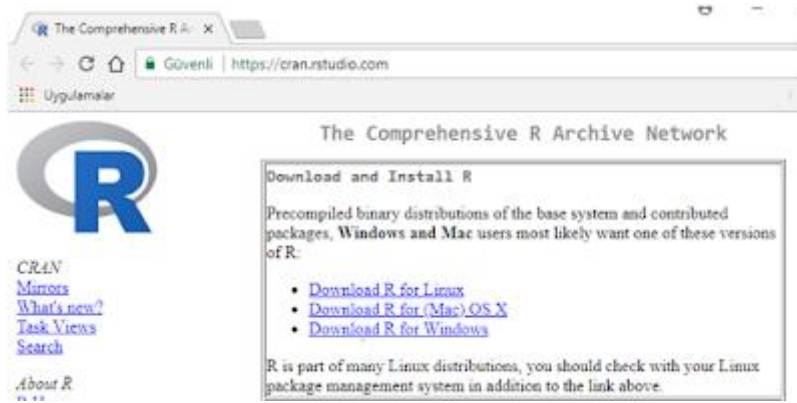 The Comprehensive R A
Güvenli | https://cran.rstudio.com
Uygulamalar
The Comprehensive R Archive Network
R
Download and Install R
Precompiled binary distributions of the base system and contributed
packages, Windows and Mac users most likely want one of these versions
of R:
• Download R for Linux
• Download R for (Mac) OS X
• Download R for Windows
R is part of many Linux distributions, you should check with your Linux
package management system in addition to the link above.
CRAN
Mirrors
What's new?
Task Views
Search
About R